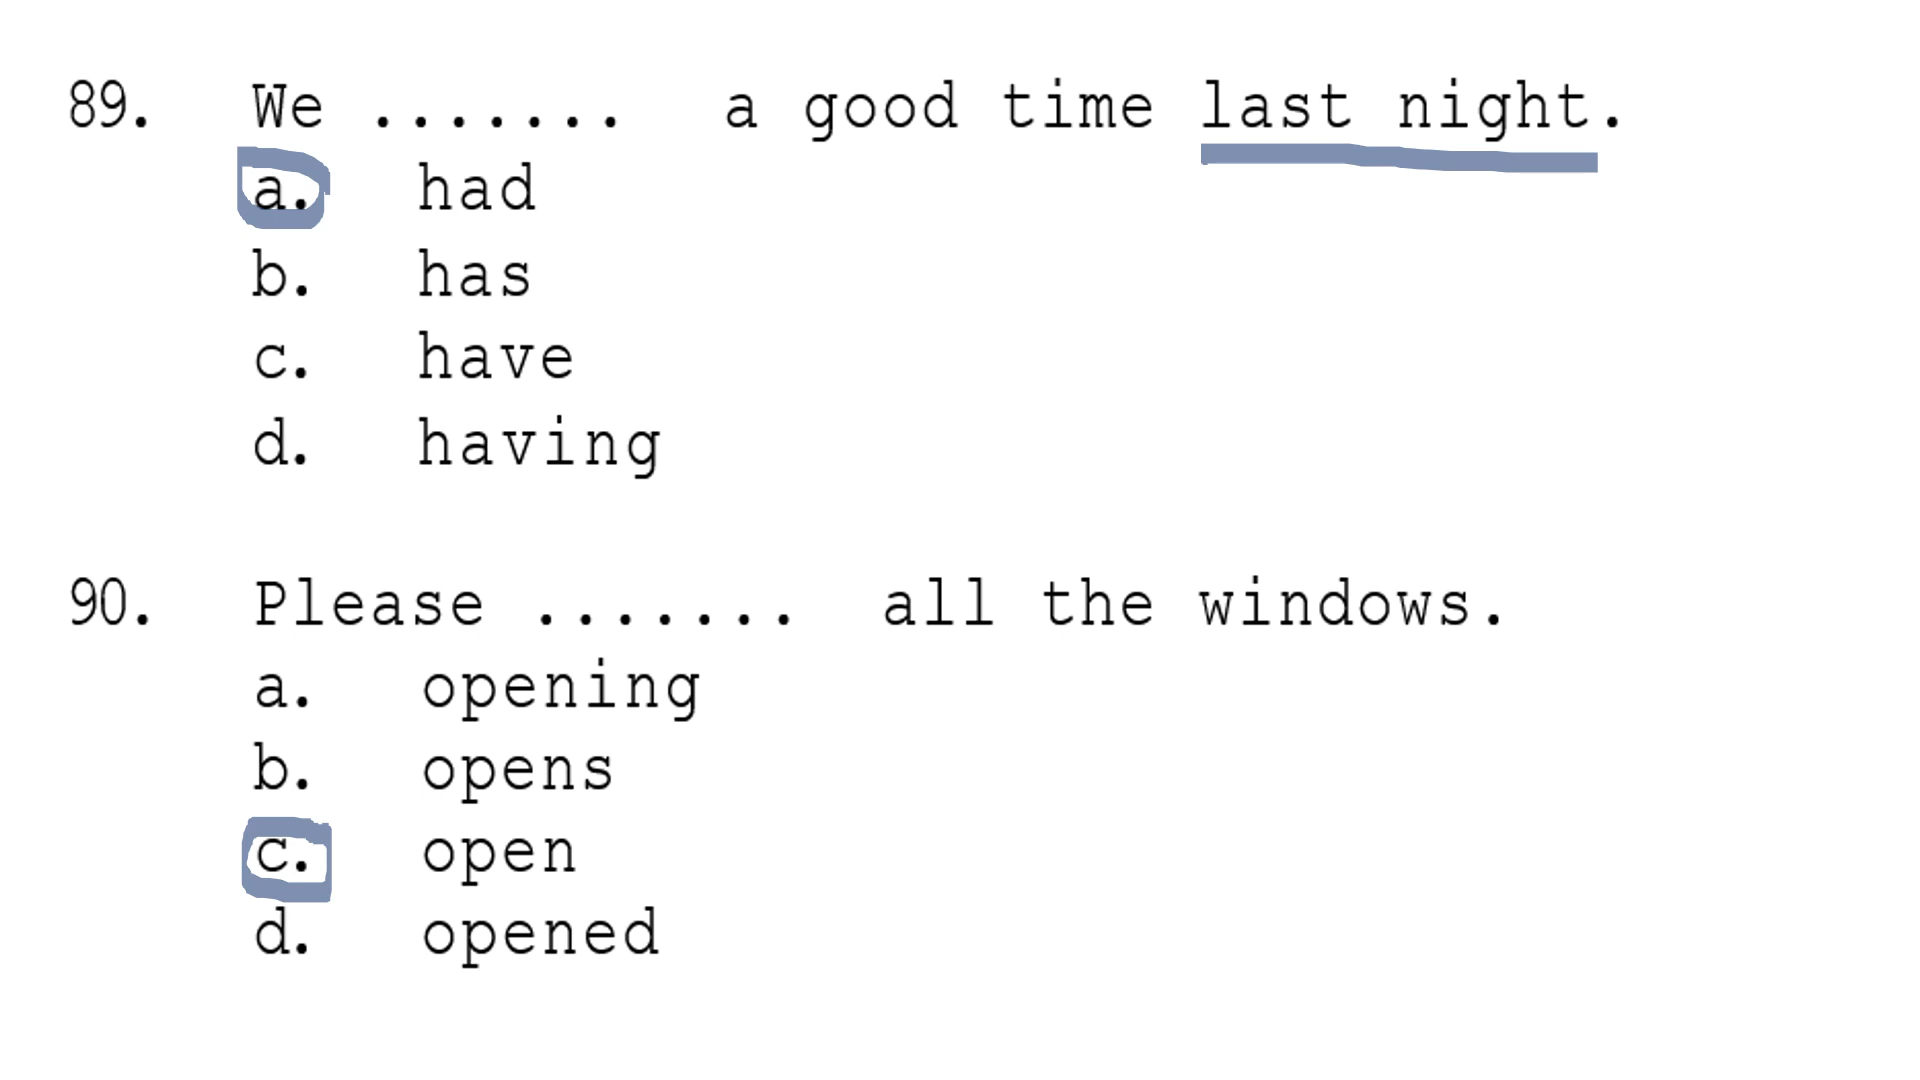 89. We ....... a good time last night.
a. had
b. has
c. have
d. having
90. Please ....... all the windows.
a. opening
b. opens
c. open
d. opened